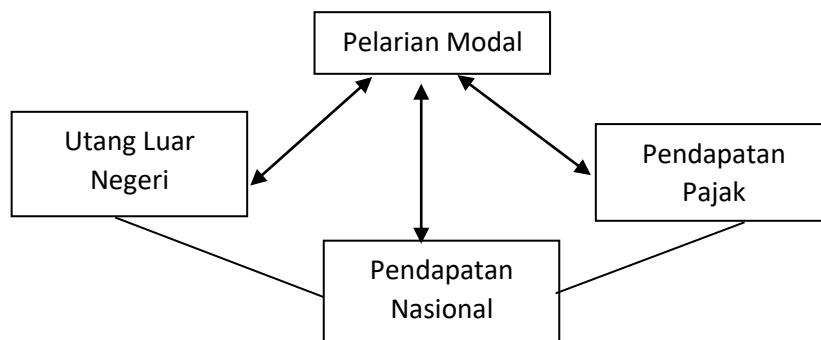 Pelarian Modal
Utang Luar
Negeri
Pendapatan
Pajak
Pendapatan
Nasional